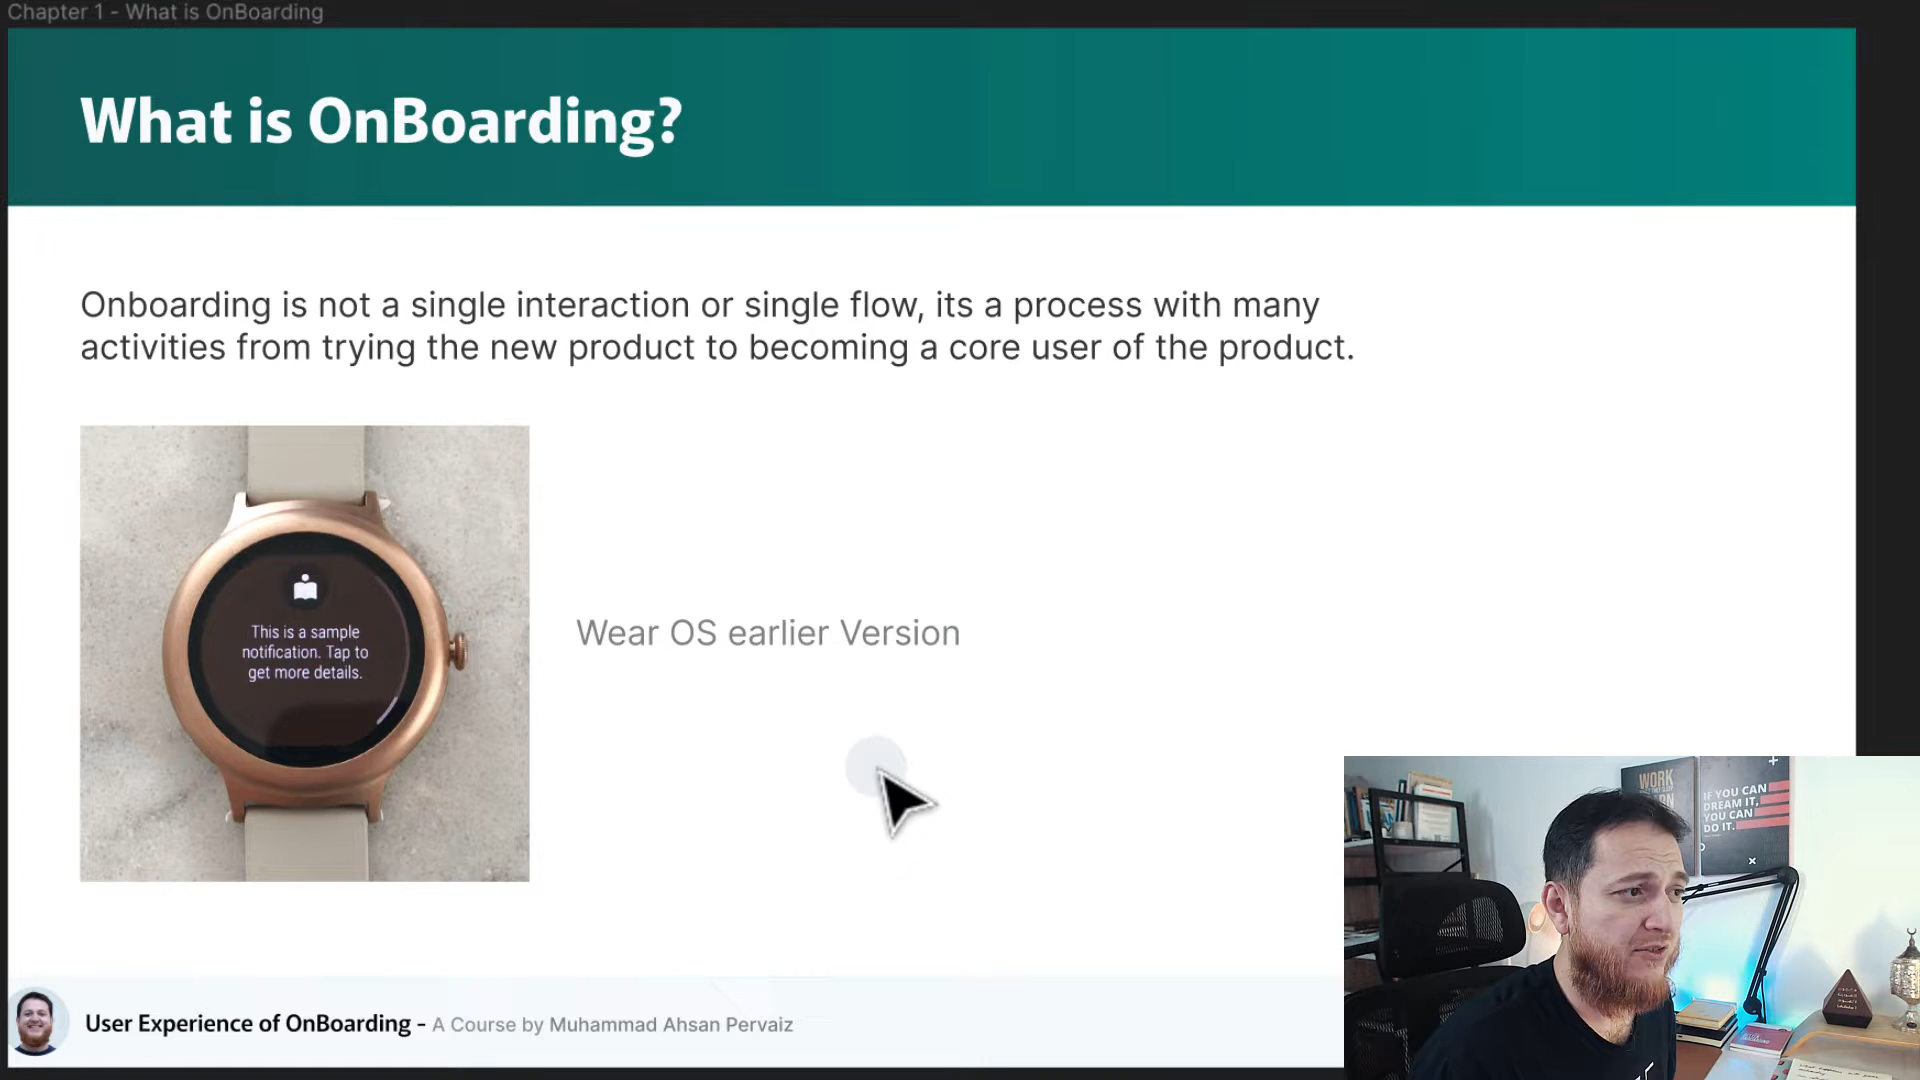 Chapter 1 - What is OnBoarding
What is OnBoarding?
Onboarding is not a single interaction or single flow, its a process with many
activities from trying the new product to becoming a core user of the product.
This is a sample
notification. Tap to
get more details.
Wear OS earlier Version
WORK
IF YOU CAN
DREAM IT,
YOU CAN
DO IT.
User Experience of OnBoarding - A Course by Muhammad Ahsan Pervaiz